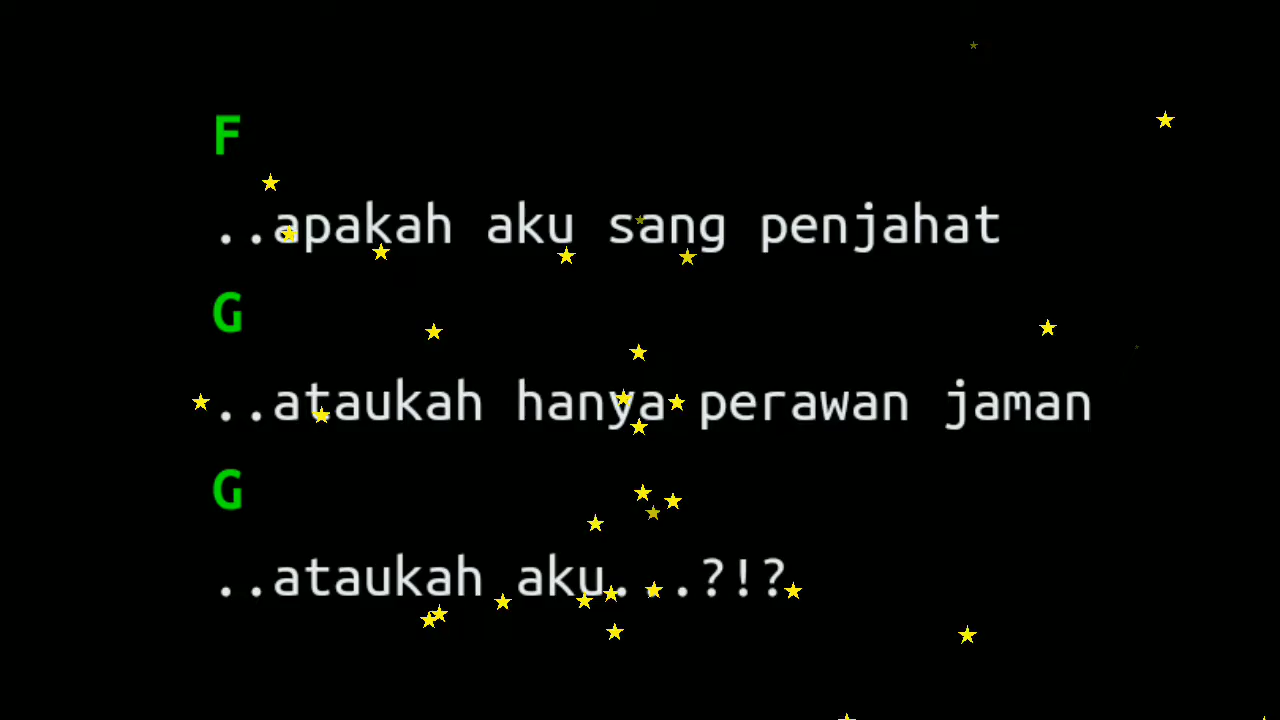 F
..apakah aku sang penjahat
G
..ataukah hanya perawan jaman
G
..ataukah aku...?!?